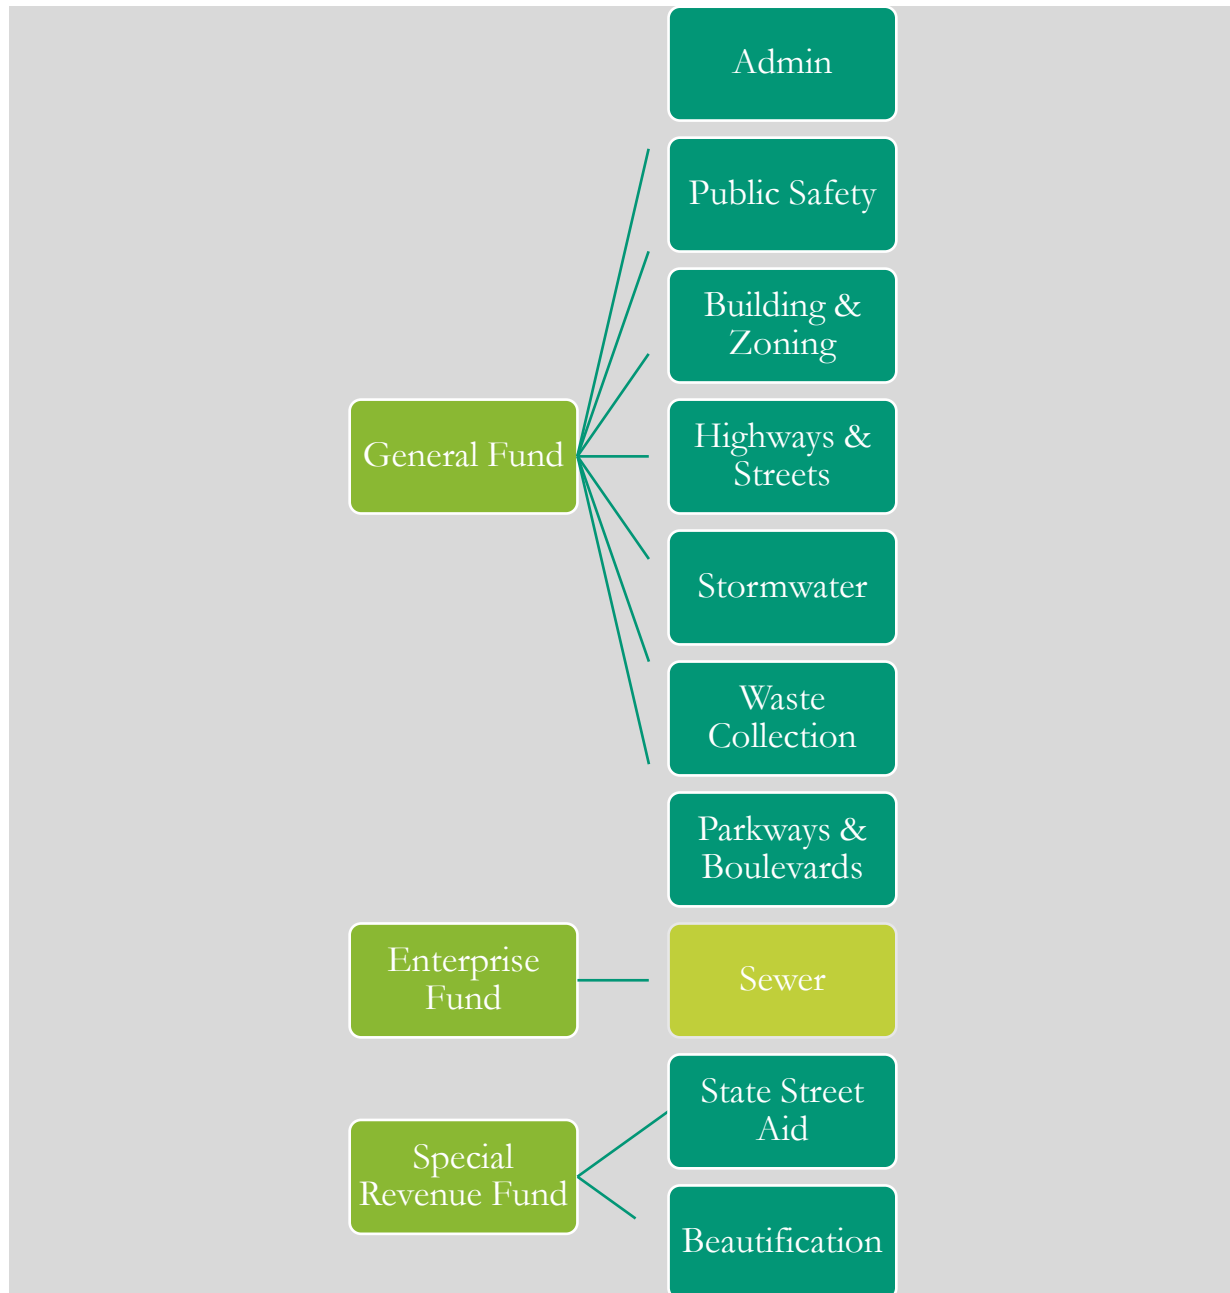 Admin
Public Safety
Building &
Zoning
General Fund
Highways &
Streets
Stormwater
Waste
Collection
Parkways &
Boulevards
Enterprise
Fund
Sewer
State Street
Aid
Special
Revenue Fund
Beautification